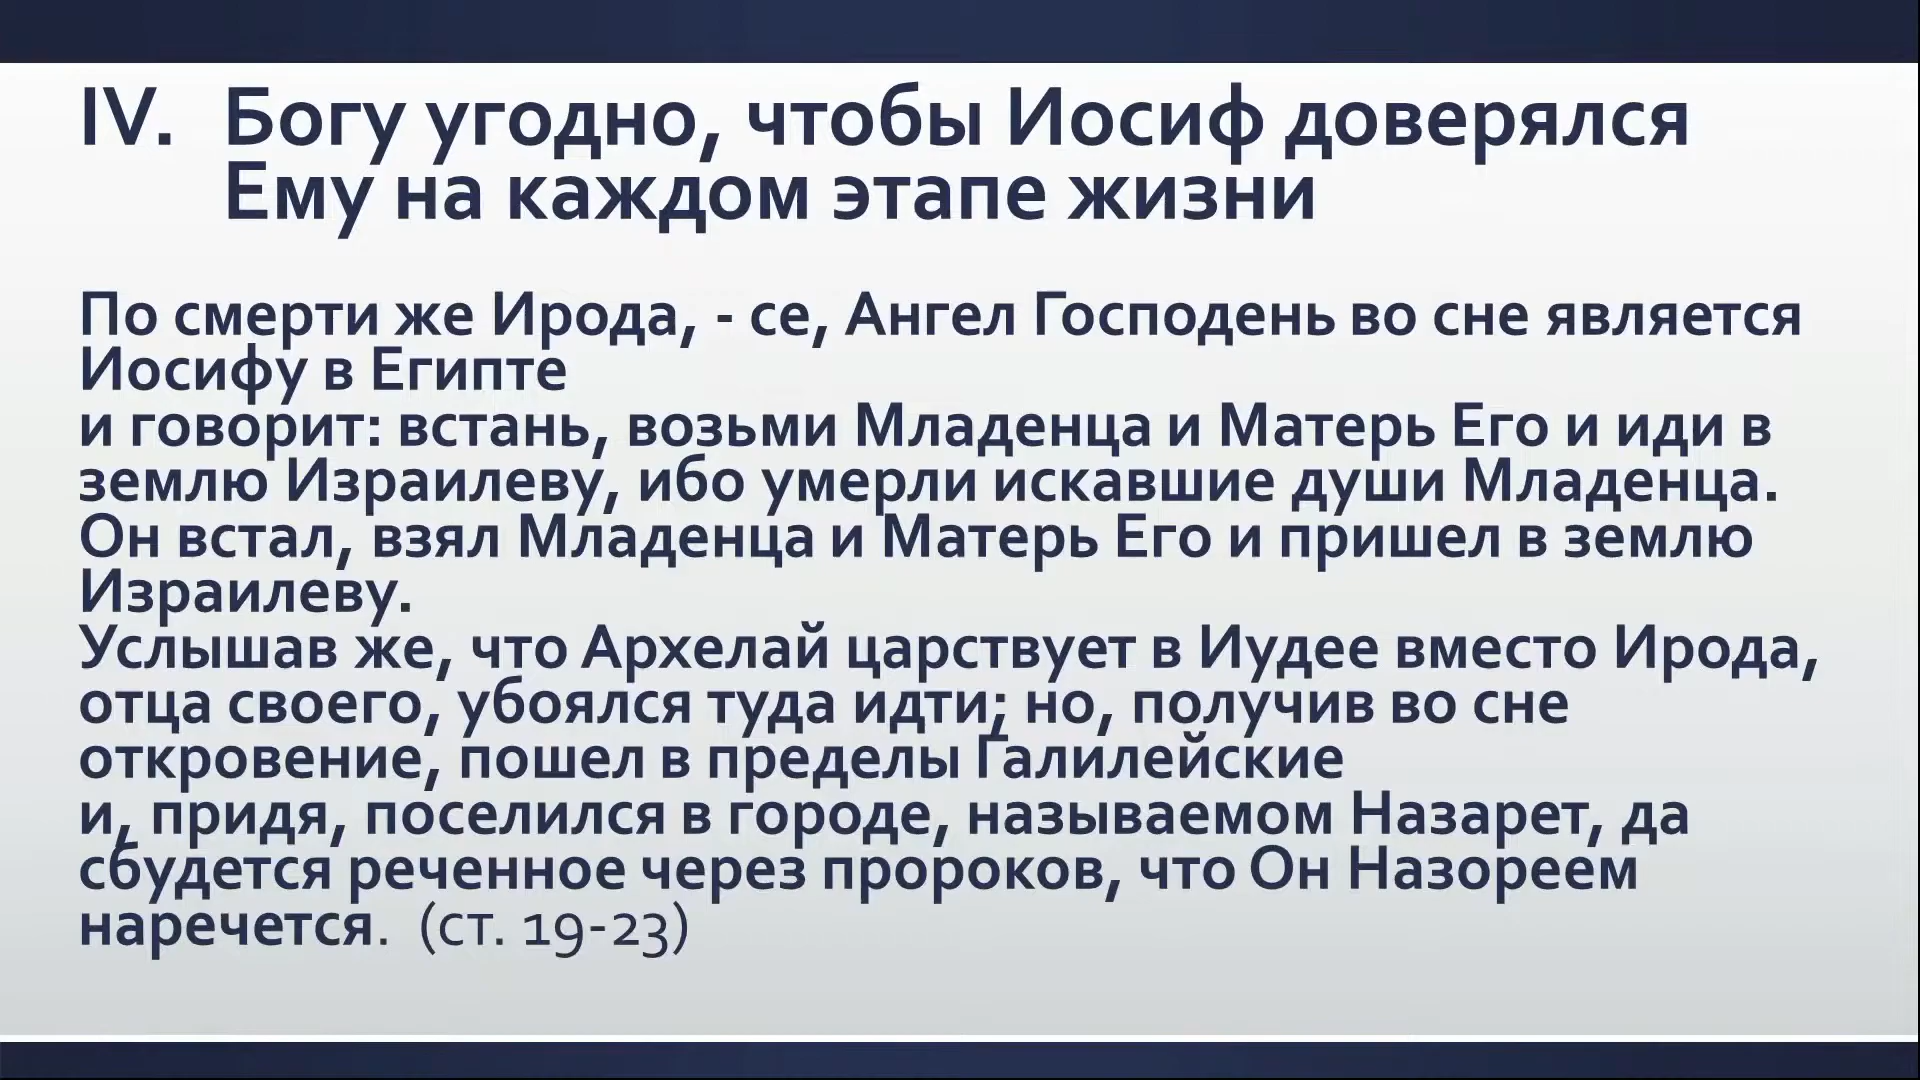 IV. Богу угодно, чтобы Иосиф доверялся
Ему на каждом этапе жизни
По смерти же Ирода, - се, Ангел Господень во сне является
Иосифу в Египте
и говорит: встань, возьми Младенца и Матерь Его и иди в
землю Израилеву, ибо умерли искавшие души Младенца.
Он встал, взял Младенца и Матерь Его и пришел в землю
Израилеву.
Услышав же, что Архелай царствует в Иудее вместо Ирода,
отца своего, убоялся туда идти; но, получив во сне
откровение, пошел в пределы Галилейские
и, придя, поселился в городе, называемом Назарет, да
сбудется реченное через пророков, что Он Назореем
наречется. (ст. 19-23)